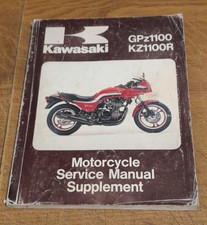 Kawasaki
GPz1100
KZ1100R
Motorcycle
Service Manual
Supplement